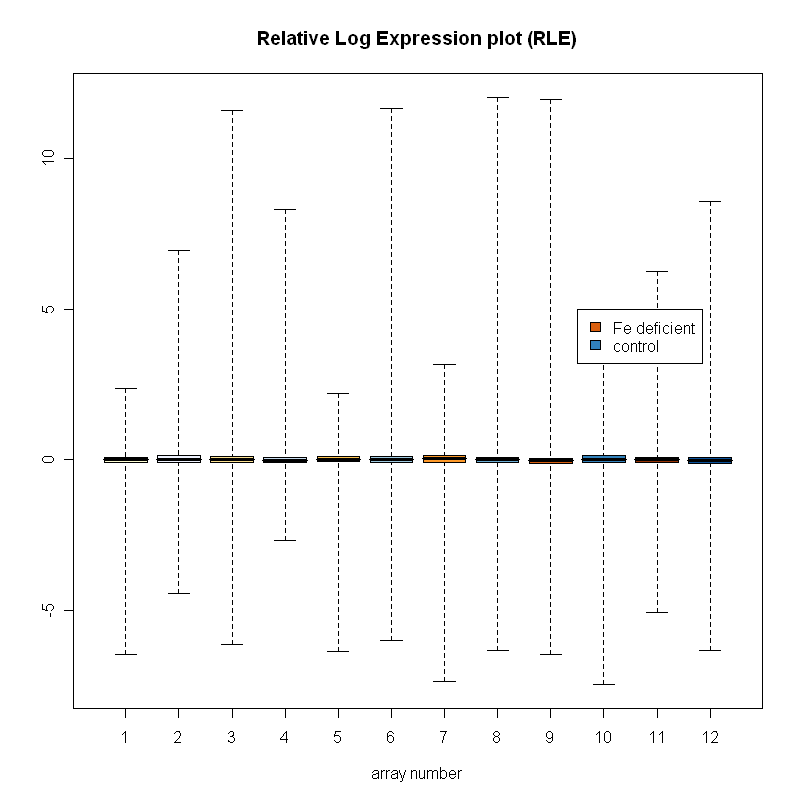 Relative Log Expression plot (RLE)
10
5
0
-5
Fe deficient
control
1 2 3 4 5 6 7 8 9 10 11 12
array number